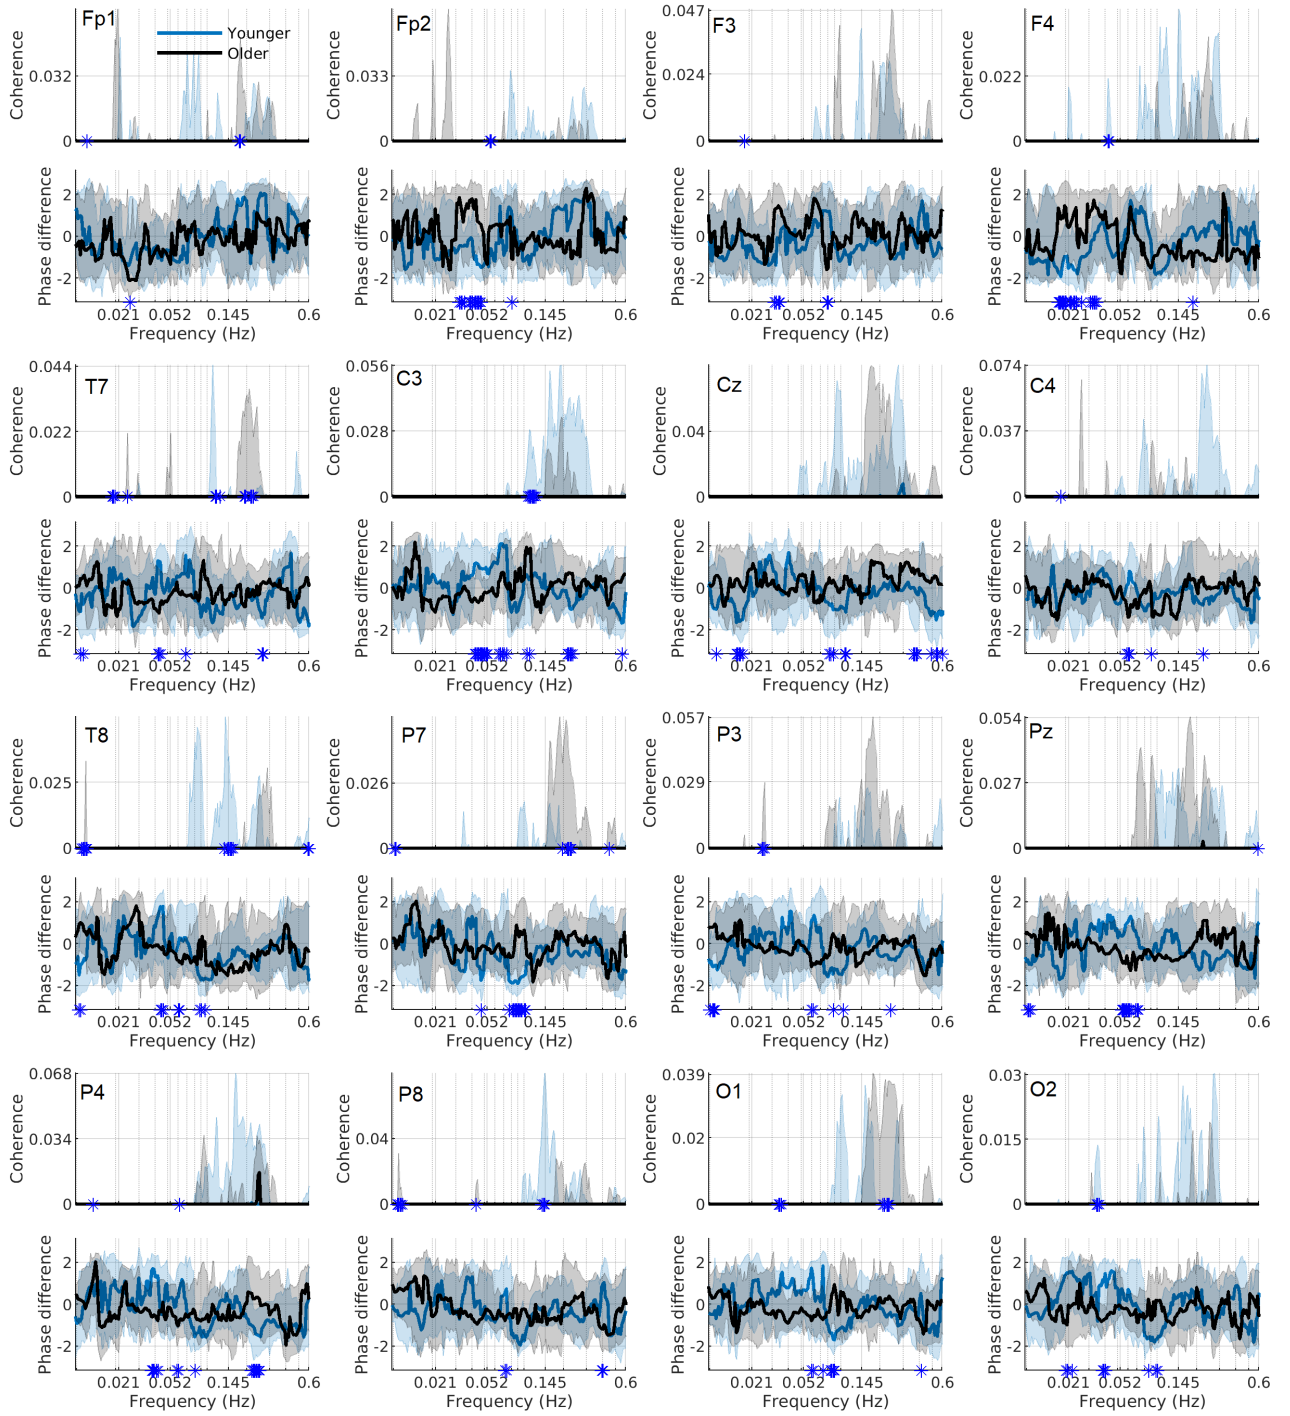 Fp1
Younger
Older
Coherence
0.032
0
Phase difference
2
0
-2
0.021 0.052 0.145 0.6
Frequency (Hz)
Fp2
Coherence
0.033
0
Phase difference
2
0
-2
0.021 0.052 0.145 0.6
Frequency (Hz)
F3
Coherence
0.047
0.024
0
Phase difference
2
0
-2
0.021 0.052 0.145 0.6
Frequency (Hz)
F4
Coherence
0.022
0
Phase difference
2
0
-2
0.021 0.052 0.145 0.6
Frequency (Hz)
T7
Coherence
0.044
0.022
0
Phase difference
2
0
-2
0.021 0.052 0.145 0.6
Frequency (Hz)
C3
Coherence
0.056
0.028
0
Phase difference
2
0
-2
0.021 0.052 0.145 0.6
Frequency (Hz)
Cz
Coherence
0.04
0
Phase difference
2
0
-2
0.021 0.052 0.145 0.6
Frequency (Hz)
C4
Coherence
0.074
0.037
0
Phase difference
2
0
-2
0.021 0.052 0.145 0.6
Frequency (Hz)
T8
Coherence
0.025
0
Phase difference
2
0
-2
0.021 0.052 0.145 0.6
Frequency (Hz)
P7
Coherence
0.026
0
Phase difference
2
0
-2
0.021 0.052 0.145 0.6
Frequency (Hz)
P3
Coherence
0.057
0.029
0
Phase difference
2
0
-2
0.021 0.052 0.145 0.6
Frequency (Hz)
Pz
Coherence
0.054
0.027
0
Phase difference
2
0
-2
0.021 0.052 0.145 0.6
Frequency (Hz)
P4
Coherence
0.068
0.034
0
Phase difference
2
0
-2
0.021 0.052 0.145 0.6
Frequency (Hz)
P8
Coherence
0.04
0
Phase difference
2
0
-2
0.021 0.052 0.145 0.6
Frequency (Hz)
O1
Coherence
0.039
0.02
0
Phase difference
2
0
-2
0.021 0.052 0.145 0.6
Frequency (Hz)
O2
Coherence
0.03
0.015
0
Phase difference
2
0
-2
0.021 0.052 0.145 0.6
Frequency (Hz)